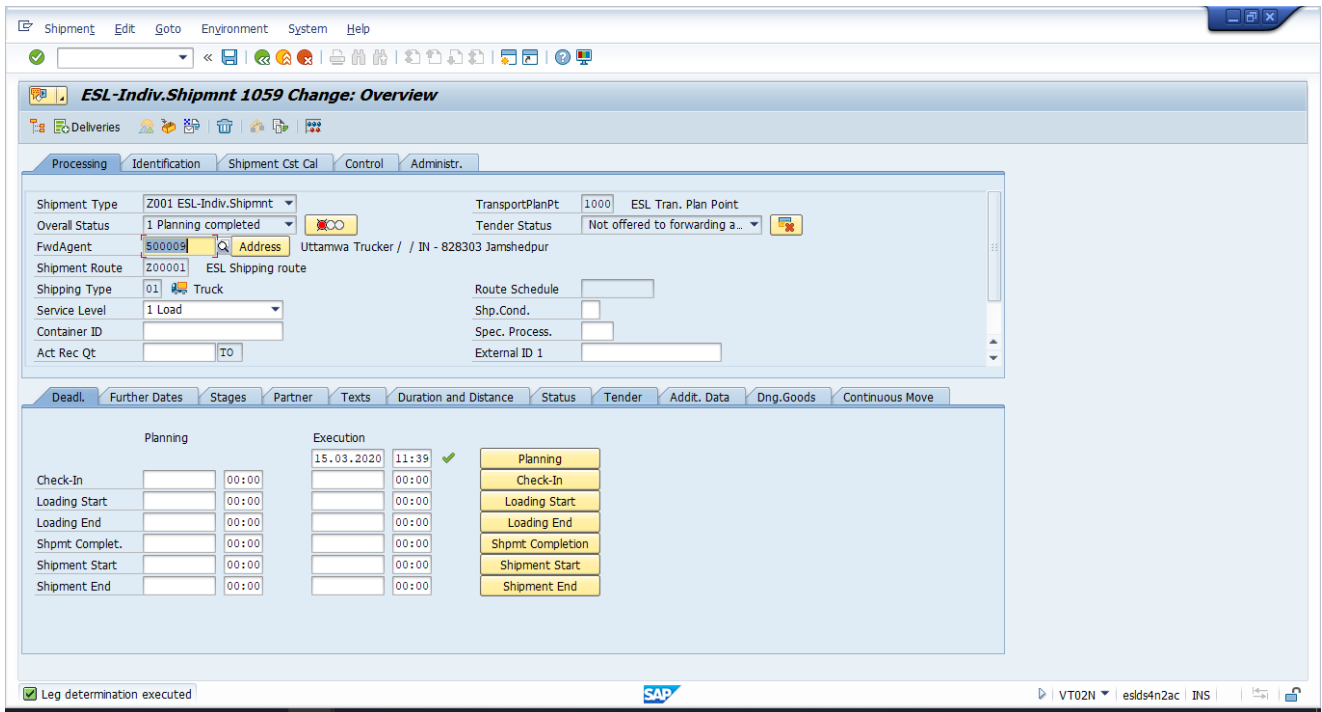 Shipment Edit Goto Environment System Help
ESL-Indiv.Shipmnt 1059 Change: Overview
Deliveries
Processing Identification Shipment Cst Cal Control Administr.
Shipment Type Z001 ESL-Indiv.Shipmnt TransportPlanPt 1000 ESL Tran. Plan Point
Overall Status 1 Planning completed Tender Status Not offered to forwarding a...
FwdAgent 500009 Address Uttamwa Trucker / / IN - 828303 Jamshedpur
Shipment Route Z00001 ESL Shipping route
Shipping Type 01 Truck Route Schedule
Service Level 1 Load Shp.Cond.
Container ID Spec. Process.
Act Rec Qt TO External ID 1
Deadl. Further Dates Stages Partner Texts Duration and Distance Status Tender Addit. Data Dng.Goods Continuous Move
Planning Execution
15.03.2020 11:39 Planning
Check-In 00:00 00:00 Check-In
Loading Start 00:00 00:00 Loading Start
Loading End 00:00 00:00 Loading End
Shpmt Complet. 00:00 00:00 Shpmt Completion
Shipment Start 00:00 00:00 Shipment Start
Shipment End 00:00 00:00 Shipment End
Leg determination executed SAP VT02N eslds4n2ac INS